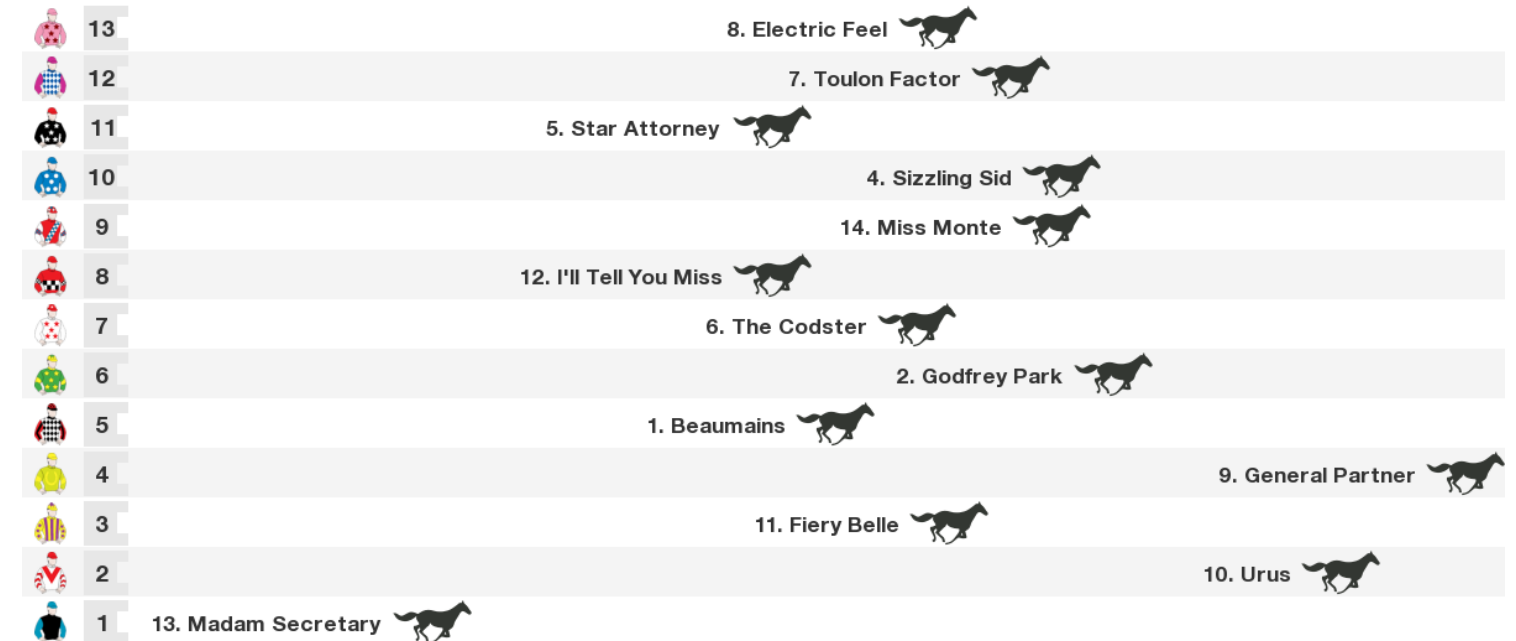 13 8. Electric Feel
12 7. Toulon Factor
11 5. Star Attorney
10 4. Sizzling Sid
9 14. Miss Monte
8 12. I'll Tell You Miss
7 6. The Codster
6 2. Godfrey Park
5 1. Beaumains
4 9. General Partner
3 11. Fiery Belle
2 10. Urus
1 13. Madam Secretary